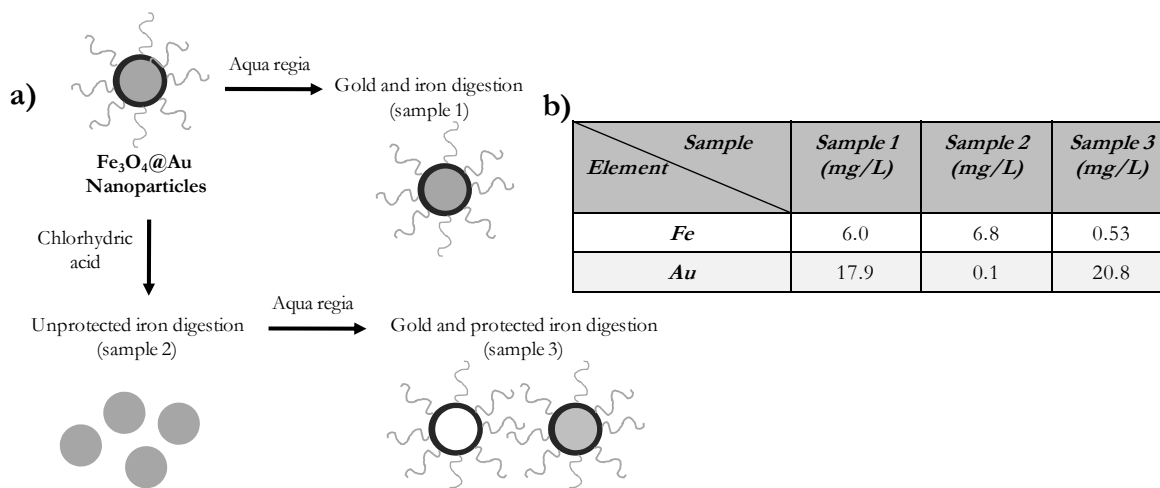 a)
Aqua regia
Gold and iron digestion
(sample 1)
Fe₃O₄@Au
Nanoparticles
Chlorhydric
acid
Unprotected iron digestion
(sample 2)
Aqua regia
Gold and protected iron digestion
(sample 3)
b)
Sample
Element
Sample 1
(mg/L)
Sample 2
(mg/L)
Sample 3
(mg/L)
Fe 6.0 6.8 0.53
Au 17.9 0.1 20.8